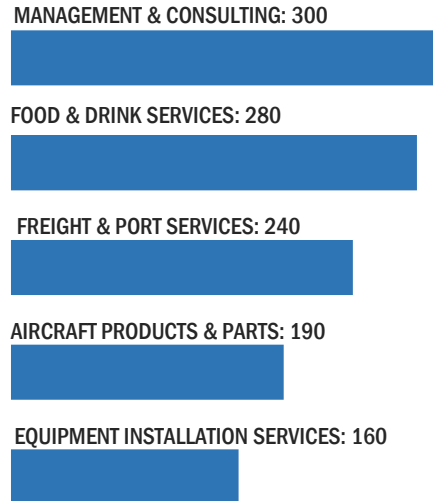 MANAGEMENT & CONSULTING: 300
FOOD & DRINK SERVICES: 280
FREIGHT & PORT SERVICES: 240
AIRCRAFT PRODUCTS & PARTS: 190
EQUIPMENT INSTALLATION SERVICES: 160